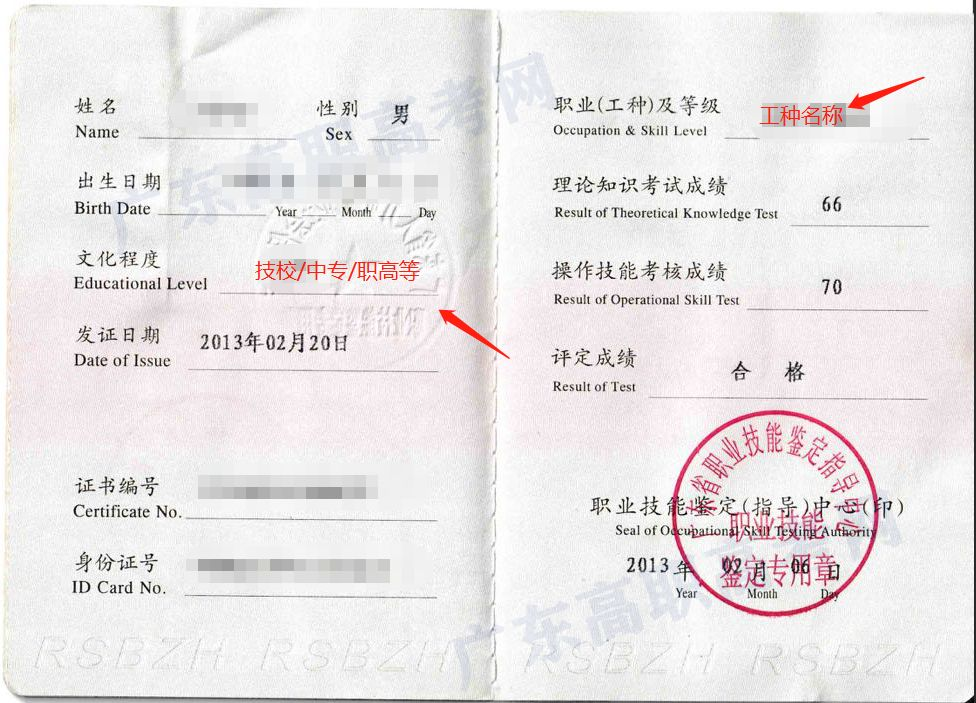 姓名
Name
性别 男
Sex
出生日期
Birth Date
Year Month Day
文化程度
Educational Level
技校/中专/职高等
发证日期
Date of Issue
2013年02月20日
证书编号
Certificate No.
身份证号
ID Card No.
RSBZH RSBZH
职业(工种)及等级
Occupation & Skill Level
工种名称
理论知识考试成绩
Result of Theoretical Knowledge Test
66
操作技能考核成绩
Result of Operational Skill Test
70
评定成绩
Result of Test
合 格
广东省职业技能鉴定指导中心
职业技能鉴定(指导)中心(印)
Seal of Occupational Skill Testing Authority
职业技能
鉴定专用章
2013 年 02 月 06 日
Year Month Day
RSBZH RSBZH
广东高职高考网
广东高职高考网